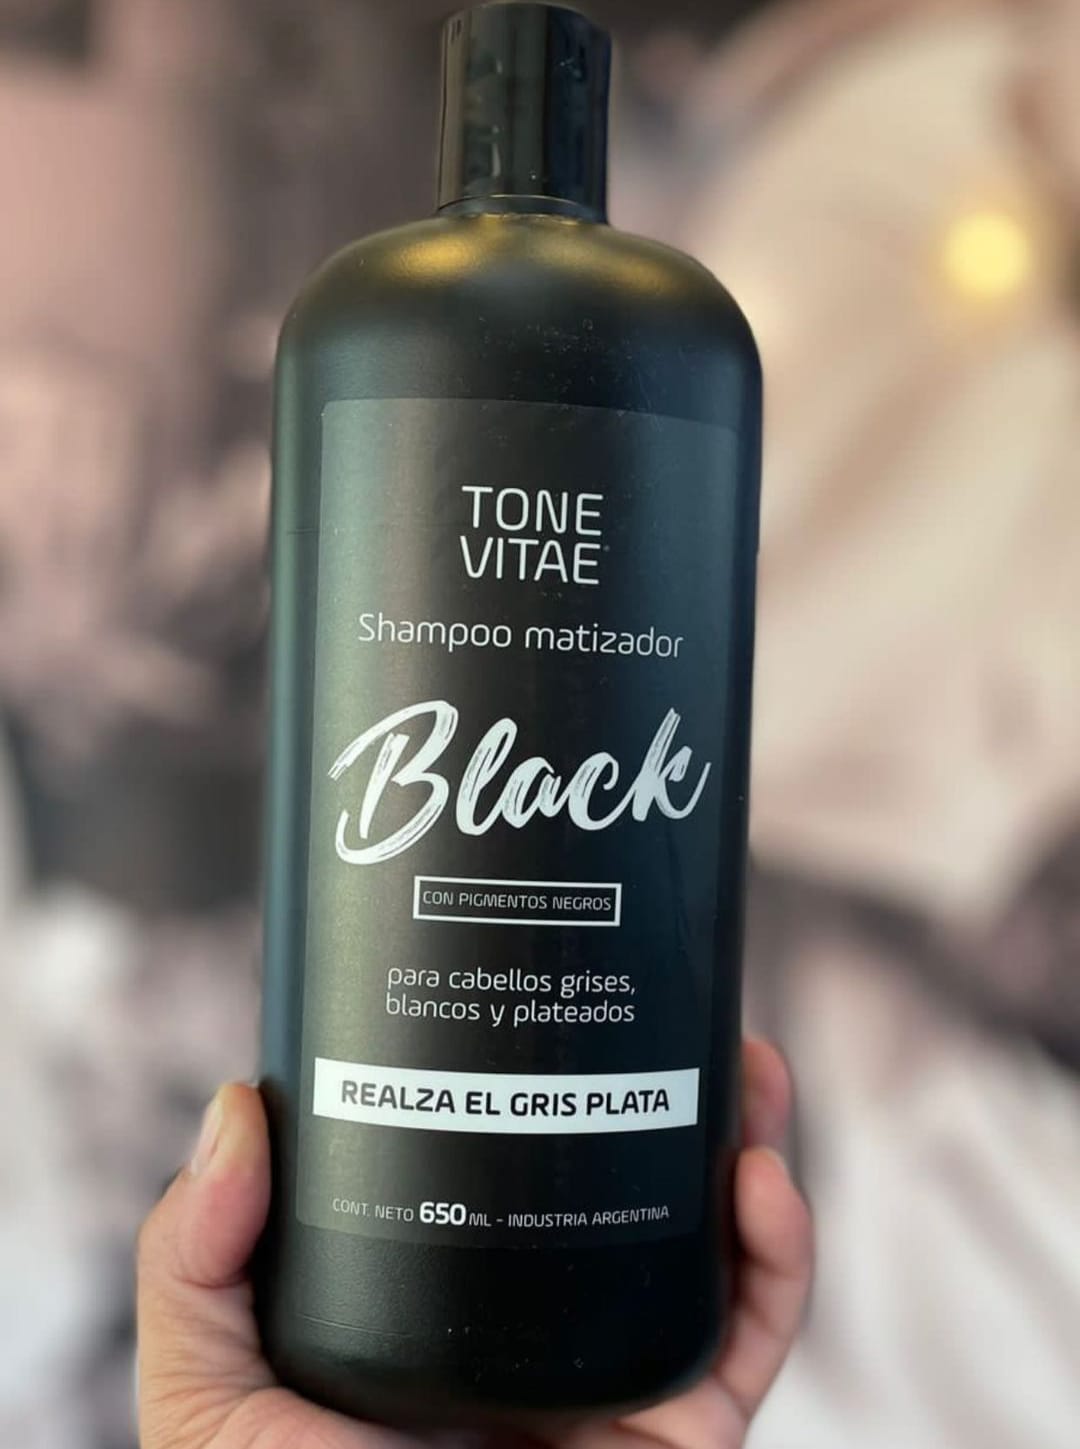 TONE
VITAE
Shampoo matizador
Black
CON PIGMENTOS NEGROS
para cabellos grises,
blancos y plateados
REALZA EL GRIS PLATA
CONT. NETO 650 ML - INDUSTRIA ARGENTINA